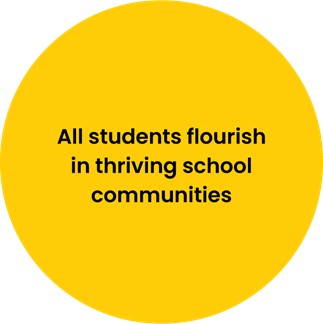 All students flourish
in thriving school
communities